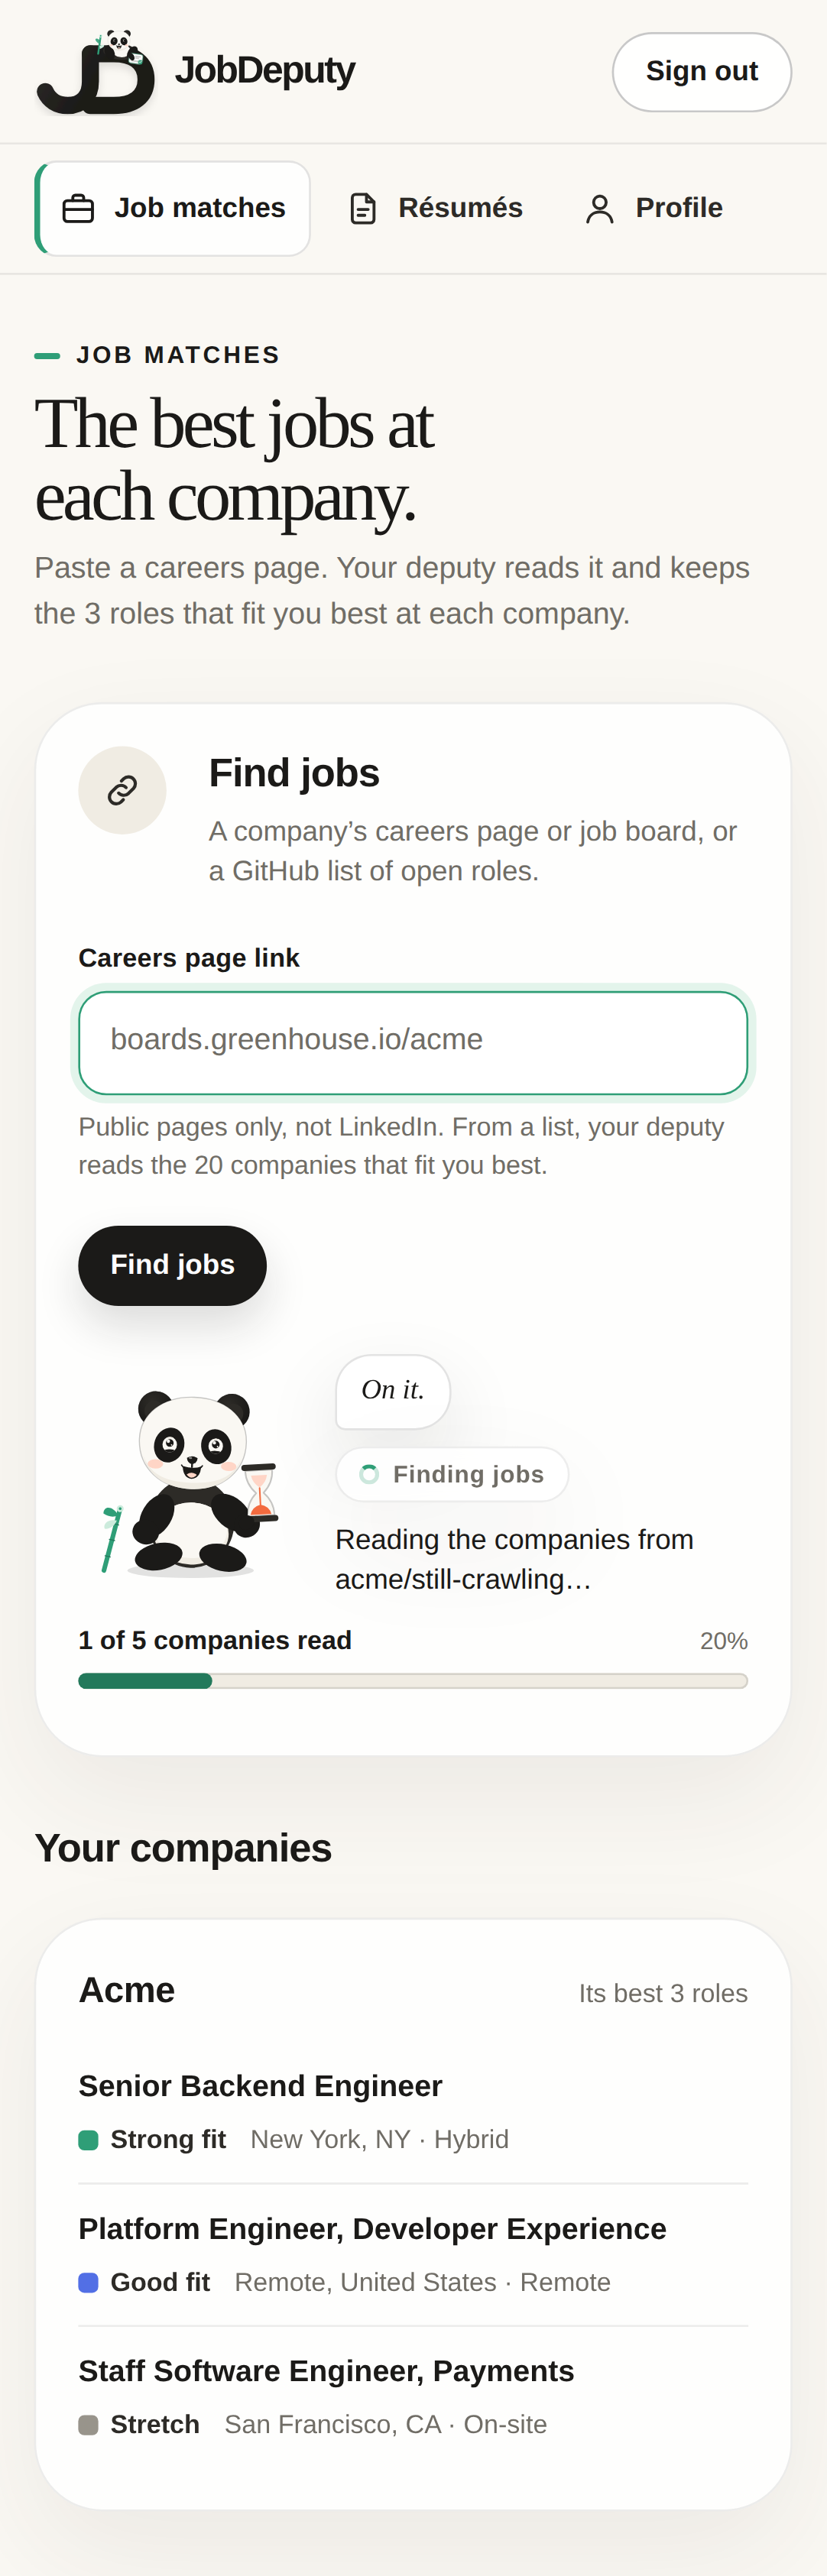 JobDeputy
Sign out
Job matches
Résumés
Profile
JOB MATCHES
The best jobs at
each company.
Paste a careers page. Your deputy reads it and keeps
the 3 roles that fit you best at each company.
Find jobs
A company’s careers page or job board, or
a GitHub list of open roles.
Careers page link
boards.greenhouse.io/acme
Public pages only, not LinkedIn. From a list, your deputy
reads the 20 companies that fit you best.
Find jobs
On it.
Finding jobs
Reading the companies from
acme/still-crawling…
1 of 5 companies read
20%
Your companies
Acme
Its best 3 roles
Senior Backend Engineer
Strong fit New York, NY · Hybrid
Platform Engineer, Developer Experience
Good fit Remote, United States · Remote
Staff Software Engineer, Payments
Stretch San Francisco, CA · On-site